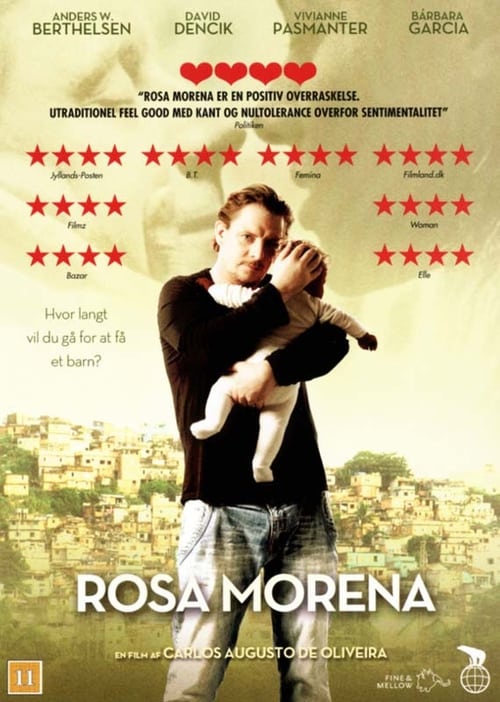 ANDERS W. BERTHELSEN
DAVID DENCIK
VIVIANNE PASMANTER
BÁRBARA GARCIA
"ROSA MORENA ER EN POSITIV OVERRASKELSE.
UTRADITIONEL FEEL GOOD MED KANT OG NULTOLERANCE OVERFOR SENTIMENTALITET"
Politiken
Jyllands-Posten
B.T.
Femina
Filmland.dk
Filmz
Woman
Bazar
Elle
Hvor langt
vil du gå for at få
et barn?
ROSA MORENA
EN FILM AF CARLOS AUGUSTO DE OLIVEIRA
11
FINE &
MELLOW